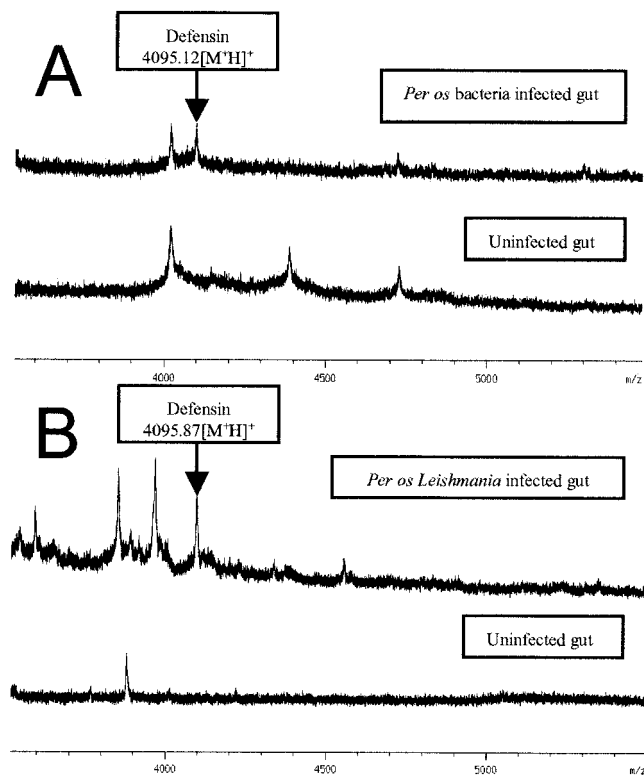 A
Defensin
4095.12[M⁺H]⁺
Per os bacteria infected gut
Uninfected gut
4000 4500 5000 m/z
B
Defensin
4095.87[M⁺H]⁺
Per os Leishmania infected gut
Uninfected gut
4000 4500 5000 m/z